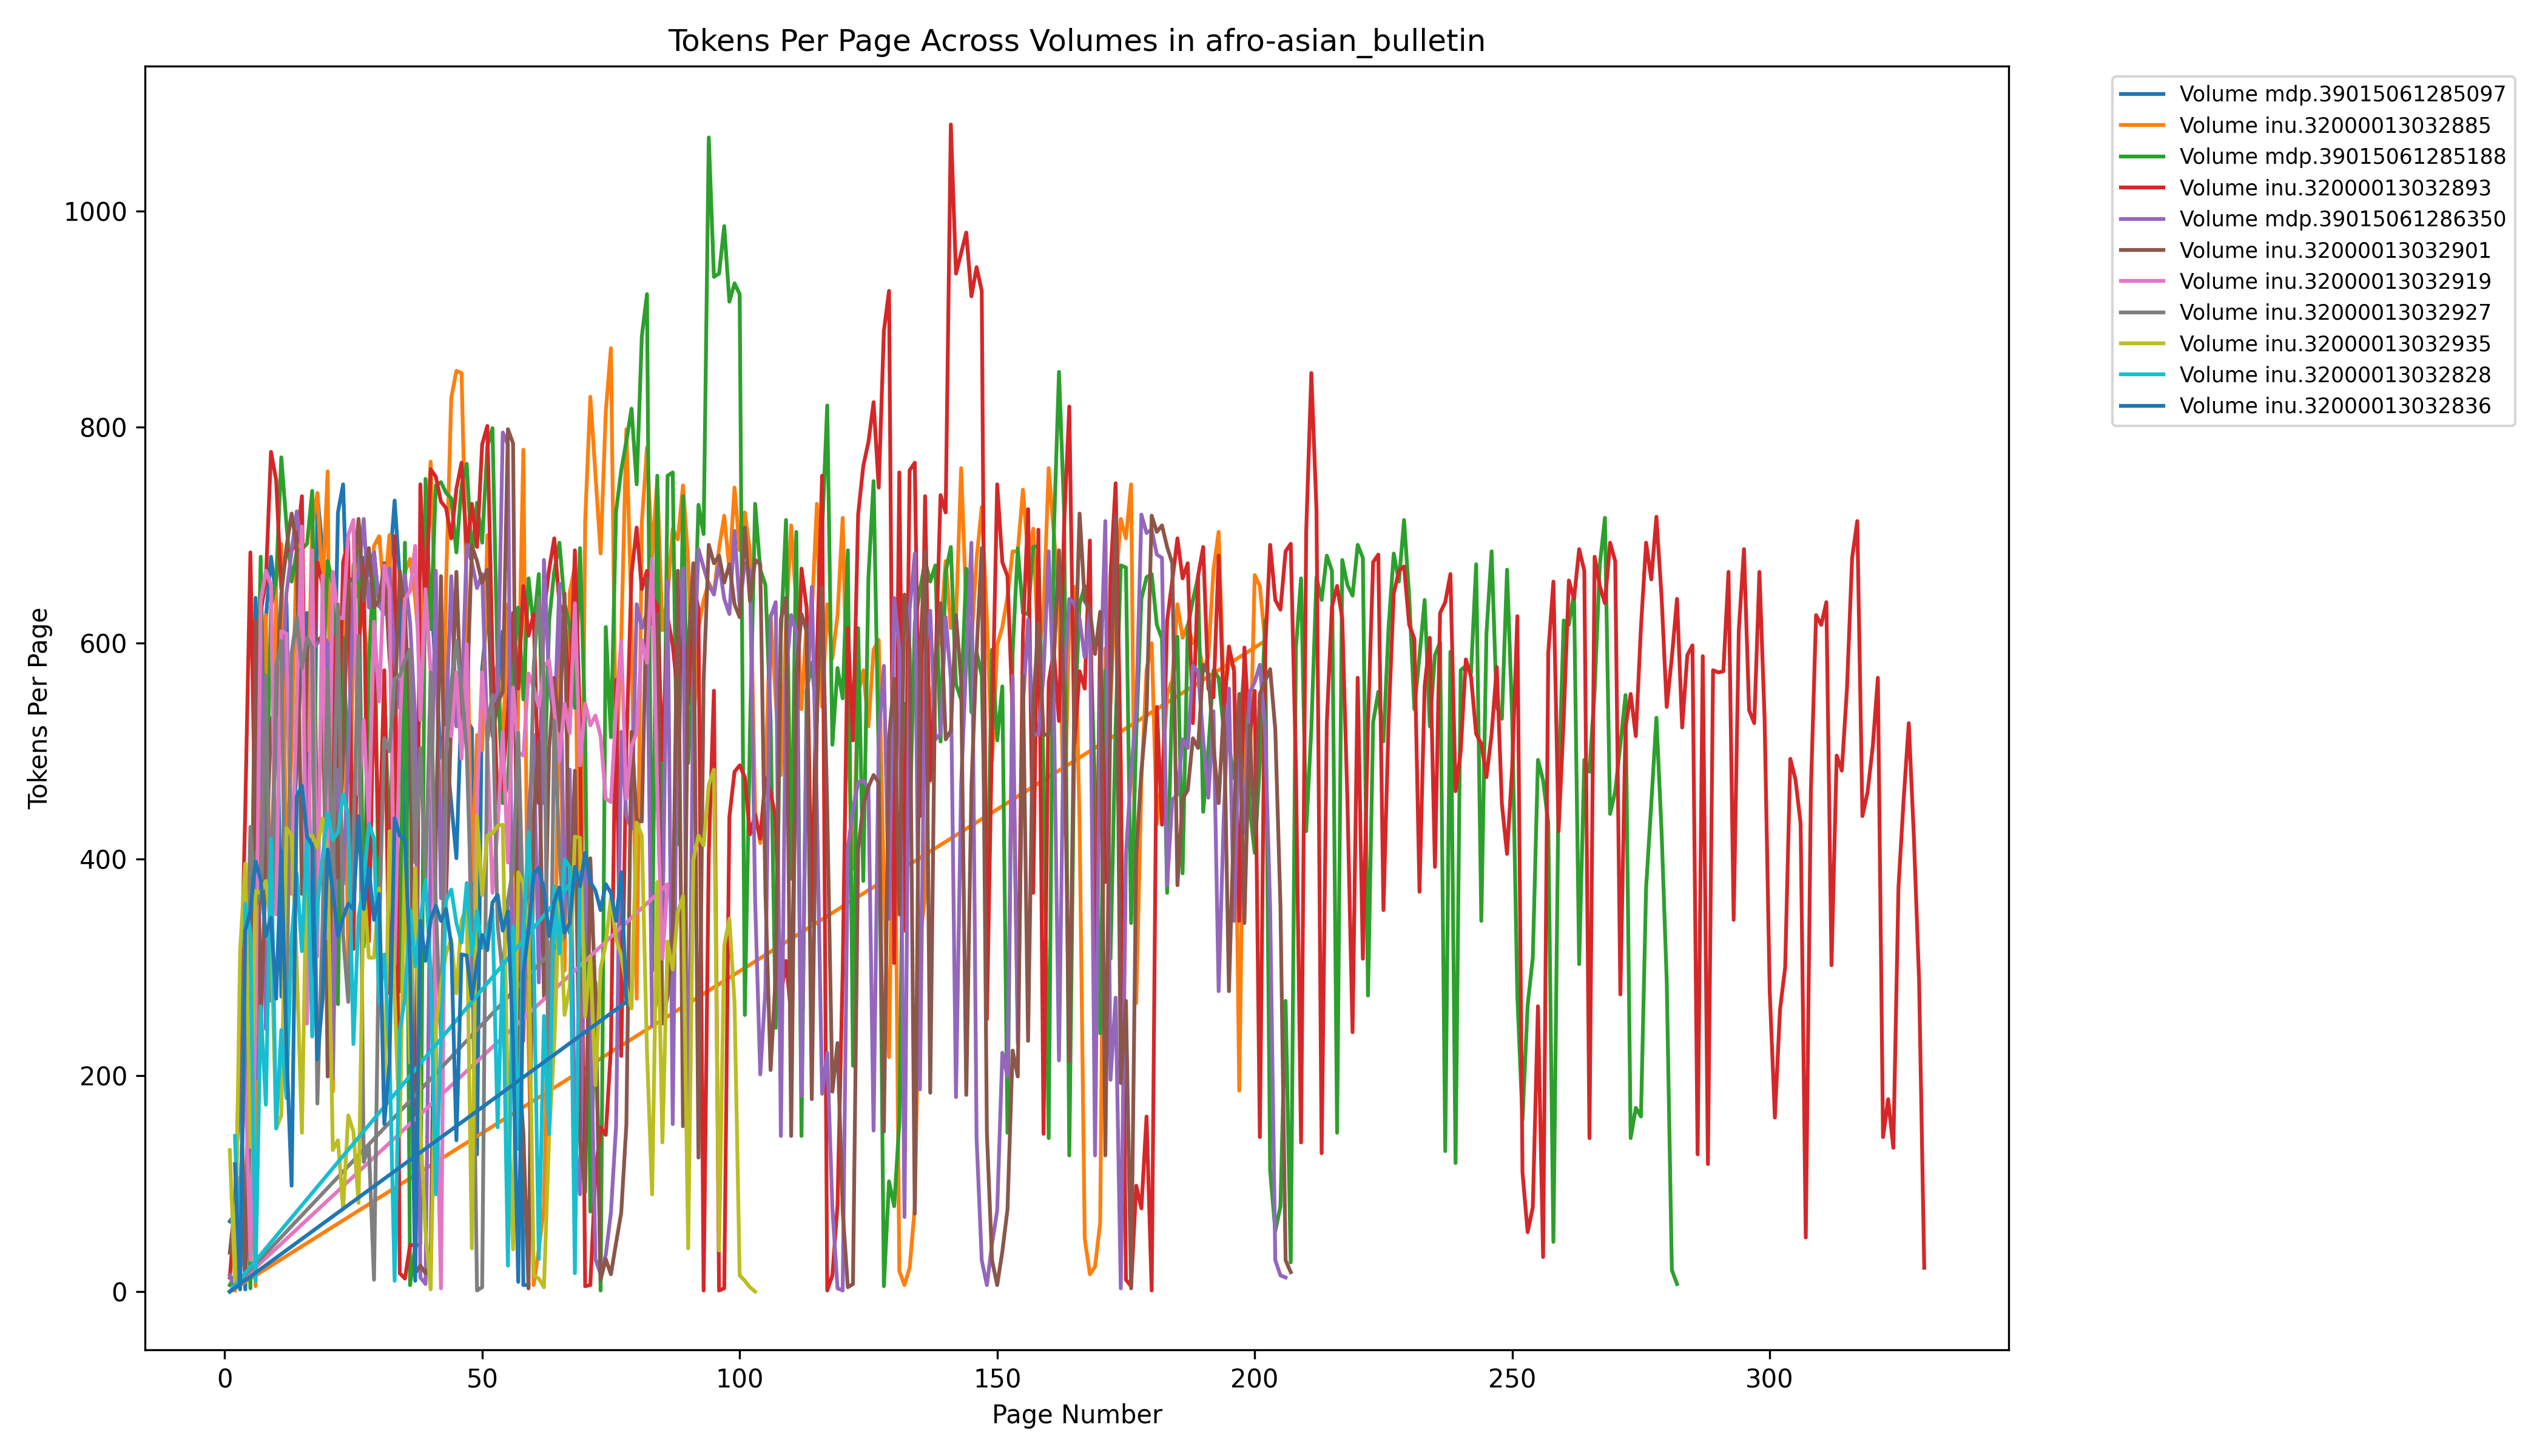 Tokens Per Page Across Volumes in afro-asian_bulletin
Volume mdp.39015061285097
Volume inu.32000013032885
Volume mdp.39015061285188
Volume inu.32000013032893
Volume mdp.39015061286350
Volume inu.32000013032901
Volume inu.32000013032919
Volume inu.32000013032927
Volume inu.32000013032935
Volume inu.32000013032828
Volume inu.32000013032836
Tokens Per Page
1000
800
600
400
200
0
0 50 100 150 200 250 300
Page Number